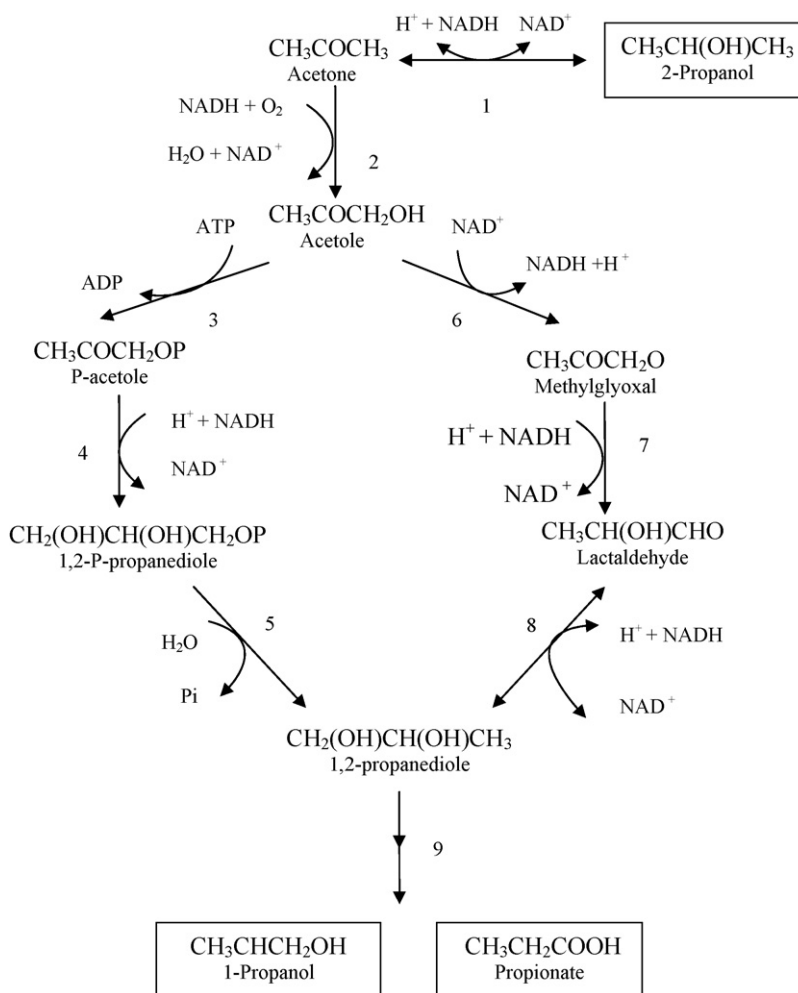 H⁺ + NADH NAD⁺
CH₃COCH₃
Acetone
CH₃CH(OH)CH₃
2-Propanol
1
NADH + O₂
H₂O + NAD⁺
2
CH₃COCH₂OH
Acetole
ATP
ADP
3
NAD⁺
NADH +H⁺
6
CH₃COCH₂OP
P-acetole
CH₃COCH₂O
Methylglyoxal
4
H⁺ + NADH
NAD⁺
H⁺ + NADH
NAD⁺
7
CH₂(OH)CH(OH)CH₂OP
1,2-P-propanediole
CH₃CH(OH)CHO
Lactaldehyde
H₂O
Pi
5
8
H⁺ + NADH
NAD⁺
CH₂(OH)CH(OH)CH₃
1,2-propanediole
9
CH₃CHCH₂OH
1-Propanol
CH₃CH₂COOH
Propionate